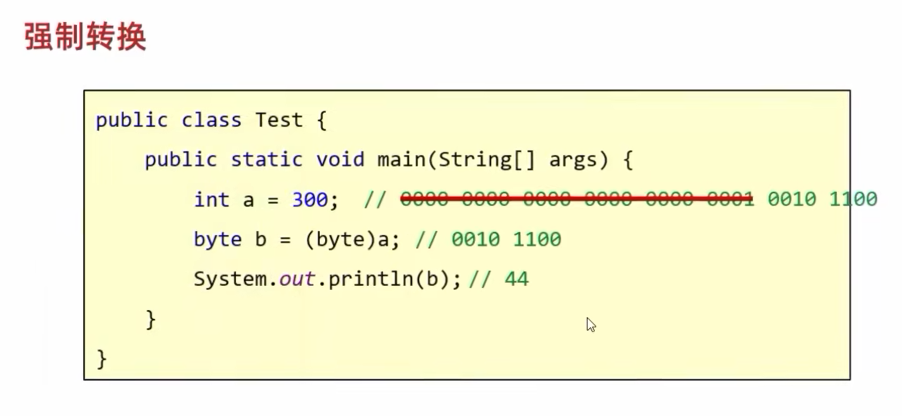 强制转换
public class Test {
public static void main(String[] args) {
int a = 300; // 0000 0000 0000 0000 0000 0001 0010 1100
byte b = (byte)a; // 0010 1100
System.out.println(b); // 44
}
}